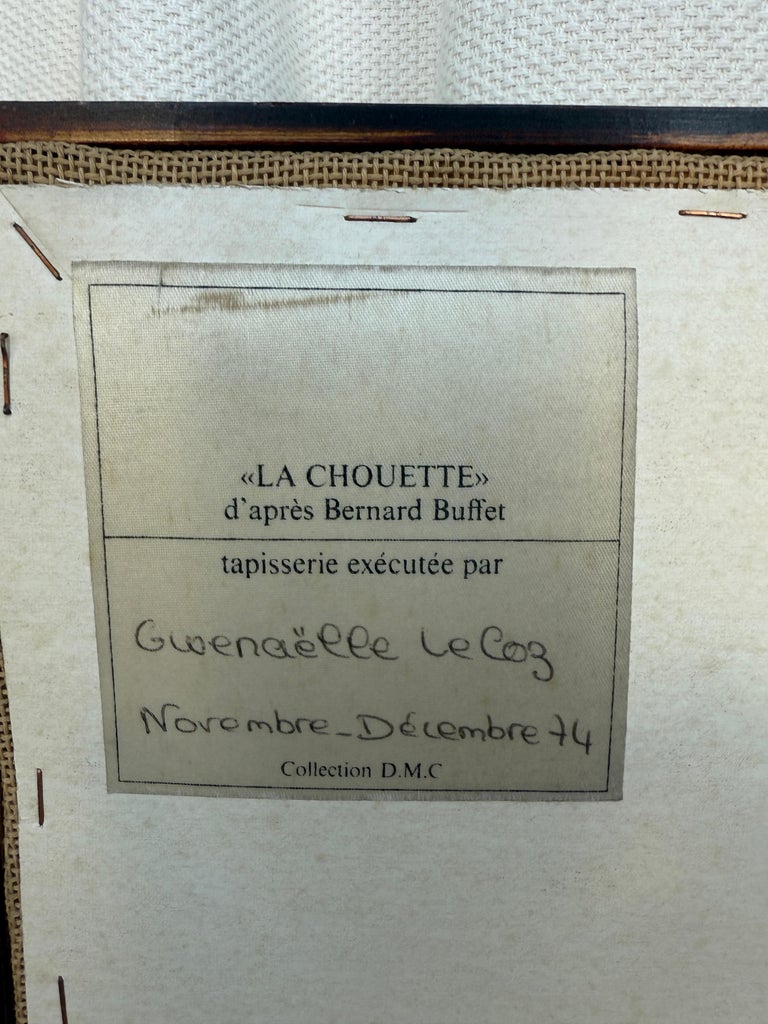 «LA CHOUETTE»
d'après Bernard Buffet
tapisserie exécutée par
Gwenaëlle Le Coz
Novembre-Décembre 74
Collection D.M.C